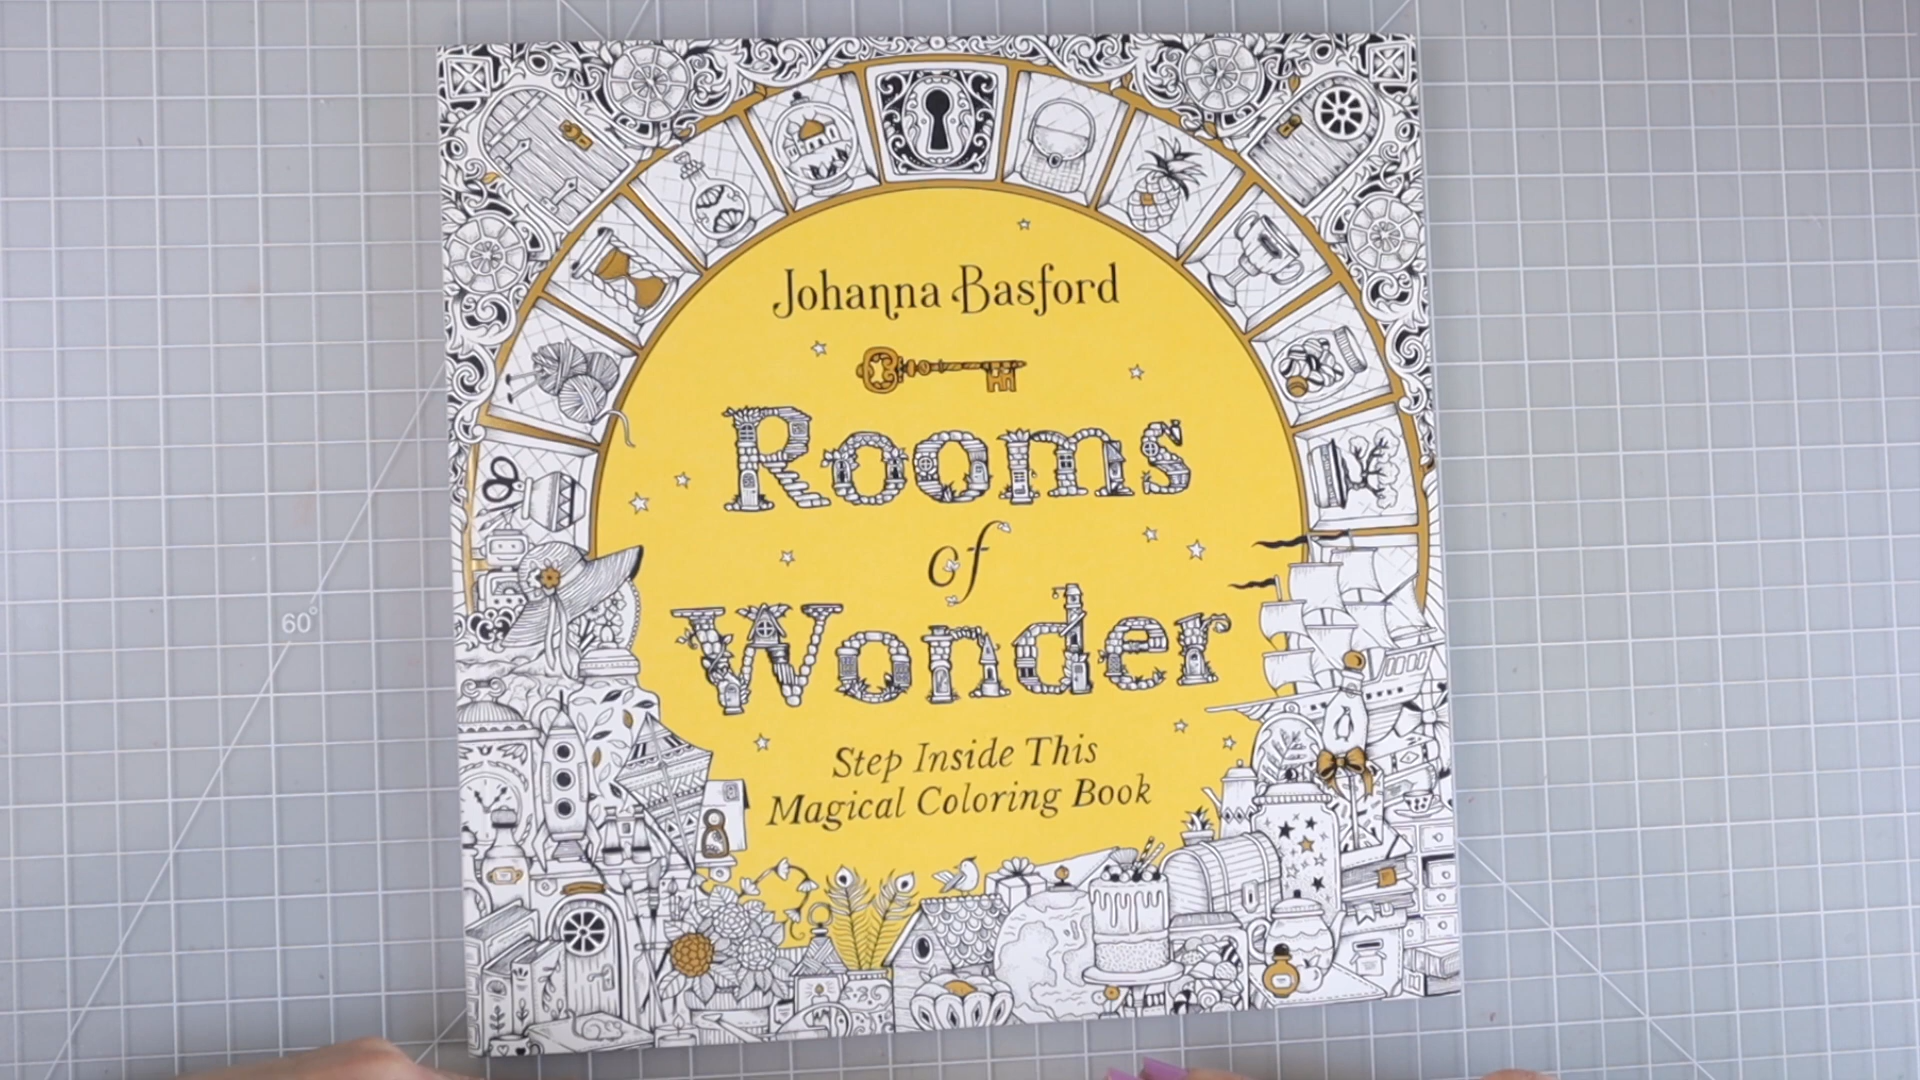 Johanna Basford
Rooms
of
Wonder
Step Inside This
Magical Coloring Book
60°